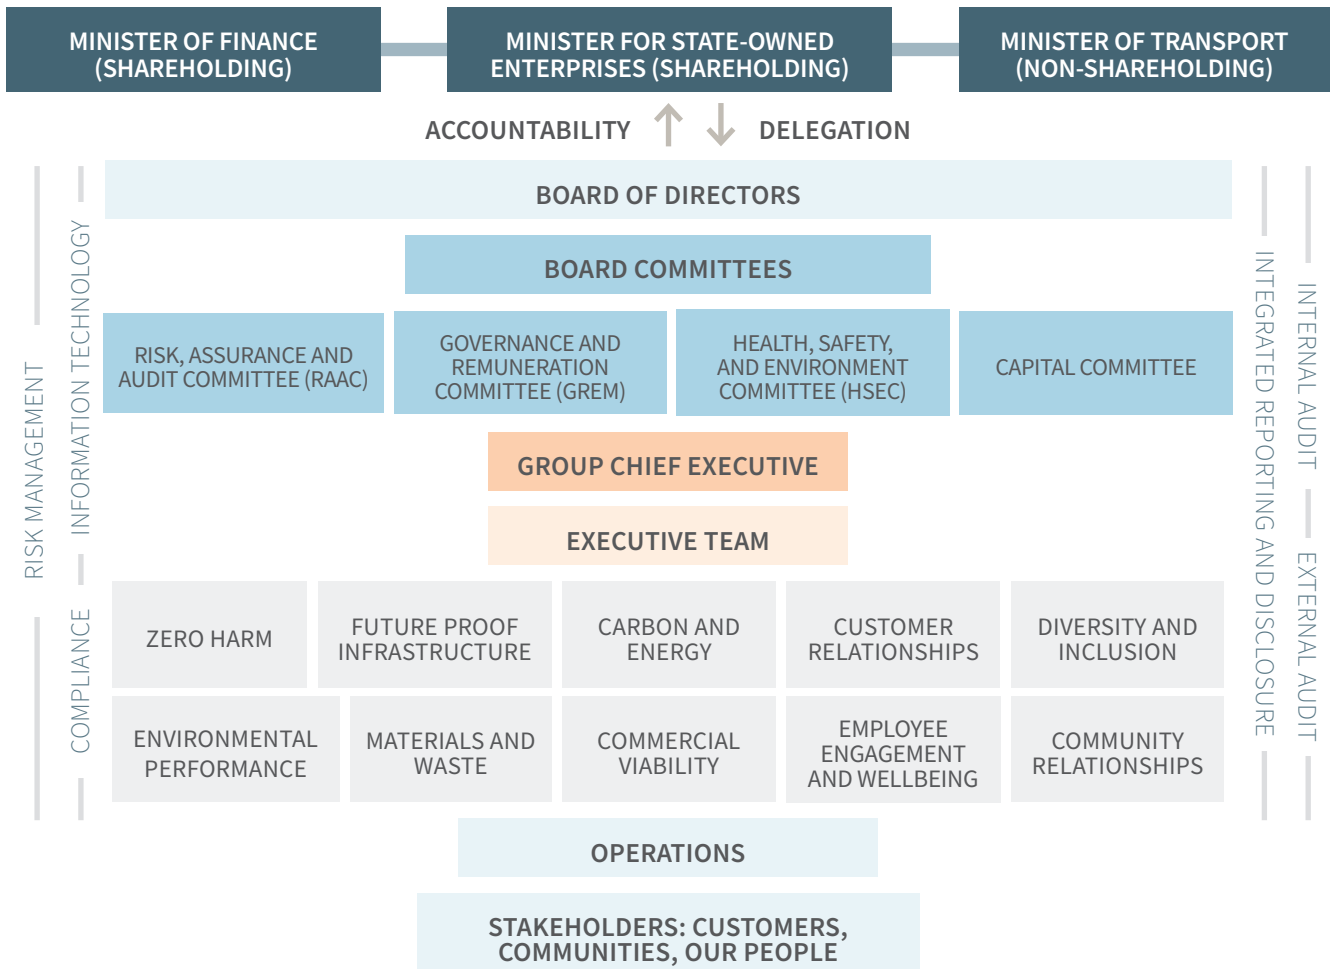 MINISTER OF FINANCE
(SHAREHOLDING)
MINISTER FOR STATE-OWNED
ENTERPRISES (SHAREHOLDING)
MINISTER OF TRANSPORT
(NON-SHAREHOLDING)
ACCOUNTABILITY
DELEGATION
BOARD OF DIRECTORS
BOARD COMMITTEES
RISK, ASSURANCE AND
AUDIT COMMITTEE (RAAC)
GOVERNANCE AND
REMUNERATION
COMMITTEE (GREM)
HEALTH, SAFETY,
AND ENVIRONMENT
COMMITTEE (HSEC)
CAPITAL COMMITTEE
GROUP CHIEF EXECUTIVE
EXECUTIVE TEAM
ZERO HARM
FUTURE PROOF
INFRASTRUCTURE
CARBON AND
ENERGY
CUSTOMER
RELATIONSHIPS
DIVERSITY AND
INCLUSION
ENVIRONMENTAL
PERFORMANCE
MATERIALS AND
WASTE
COMMERCIAL
VIABILITY
EMPLOYEE
ENGAGEMENT
AND WELLBEING
COMMUNITY
RELATIONSHIPS
OPERATIONS
STAKEHOLDERS: CUSTOMERS,
COMMUNITIES, OUR PEOPLE
RISK MANAGEMENT
INFORMATION TECHNOLOGY
COMPLIANCE
INTEGRATED REPORTING AND DISCLOSURE
INTERNAL AUDIT
EXTERNAL AUDIT